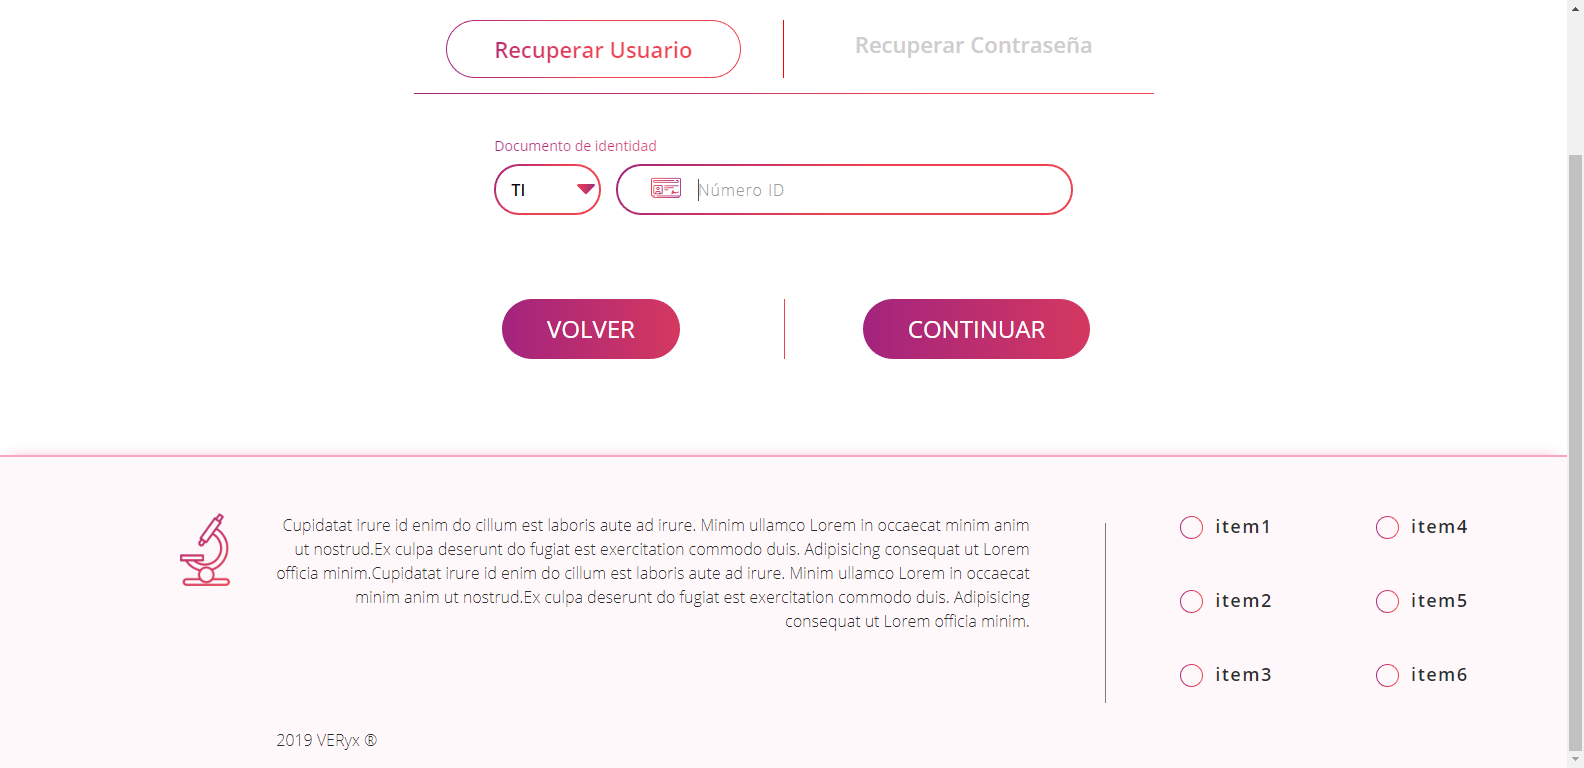 Recuperar Usuario
Recuperar Contraseña
Documento de identidad
TI
Número ID
VOLVER
CONTINUAR
Cupidatat irure id enim do cillum est laboris aute ad irure. Minim ullamco Lorem in occaecat minim anim
ut nostrud.Ex culpa deserunt do fugiat est exercitation commodo duis. Adipisicing consequat ut Lorem
officia minim.Cupidatat irure id enim do cillum est laboris aute ad irure. Minim ullamco Lorem in occaecat
minim anim ut nostrud.Ex culpa deserunt do fugiat est exercitation commodo duis. Adipisicing
consequat ut Lorem officia minim.
item1
item2
item3
item4
item5
item6
2019 VERyx ®